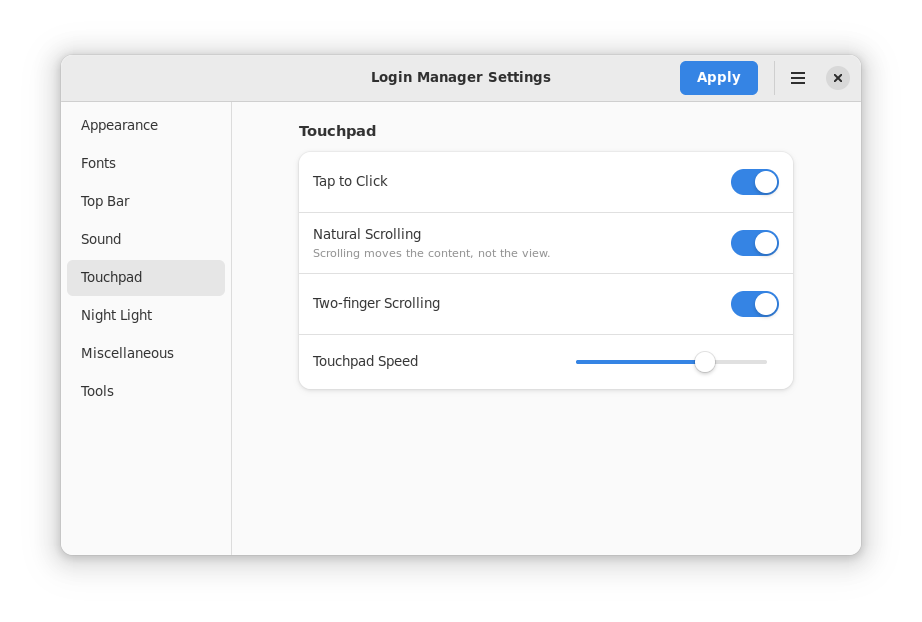 Login Manager Settings
Apply
Appearance
Fonts
Top Bar
Sound
Touchpad
Night Light
Miscellaneous
Tools
Touchpad
Tap to Click
Natural Scrolling
Scrolling moves the content, not the view.
Two-finger Scrolling
Touchpad Speed